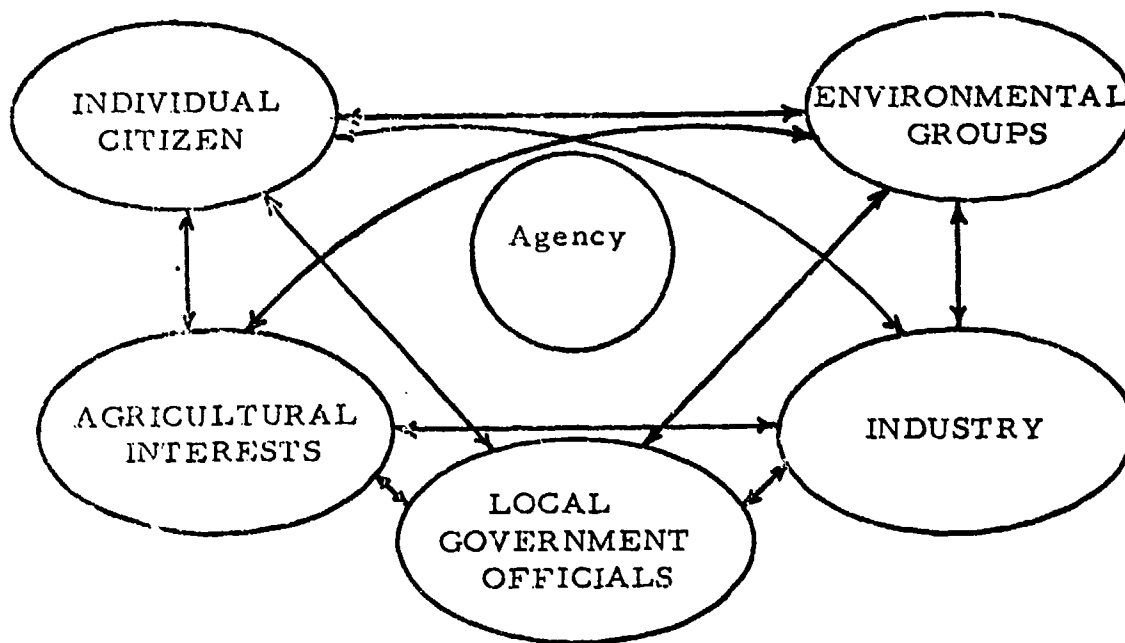 INDIVIDUAL
CITIZEN
ENVIRONMENTAL
GROUPS
Agency
AGRICULTURAL
INTERESTS
INDUSTRY
LOCAL
GOVERNMENT
OFFICIALS